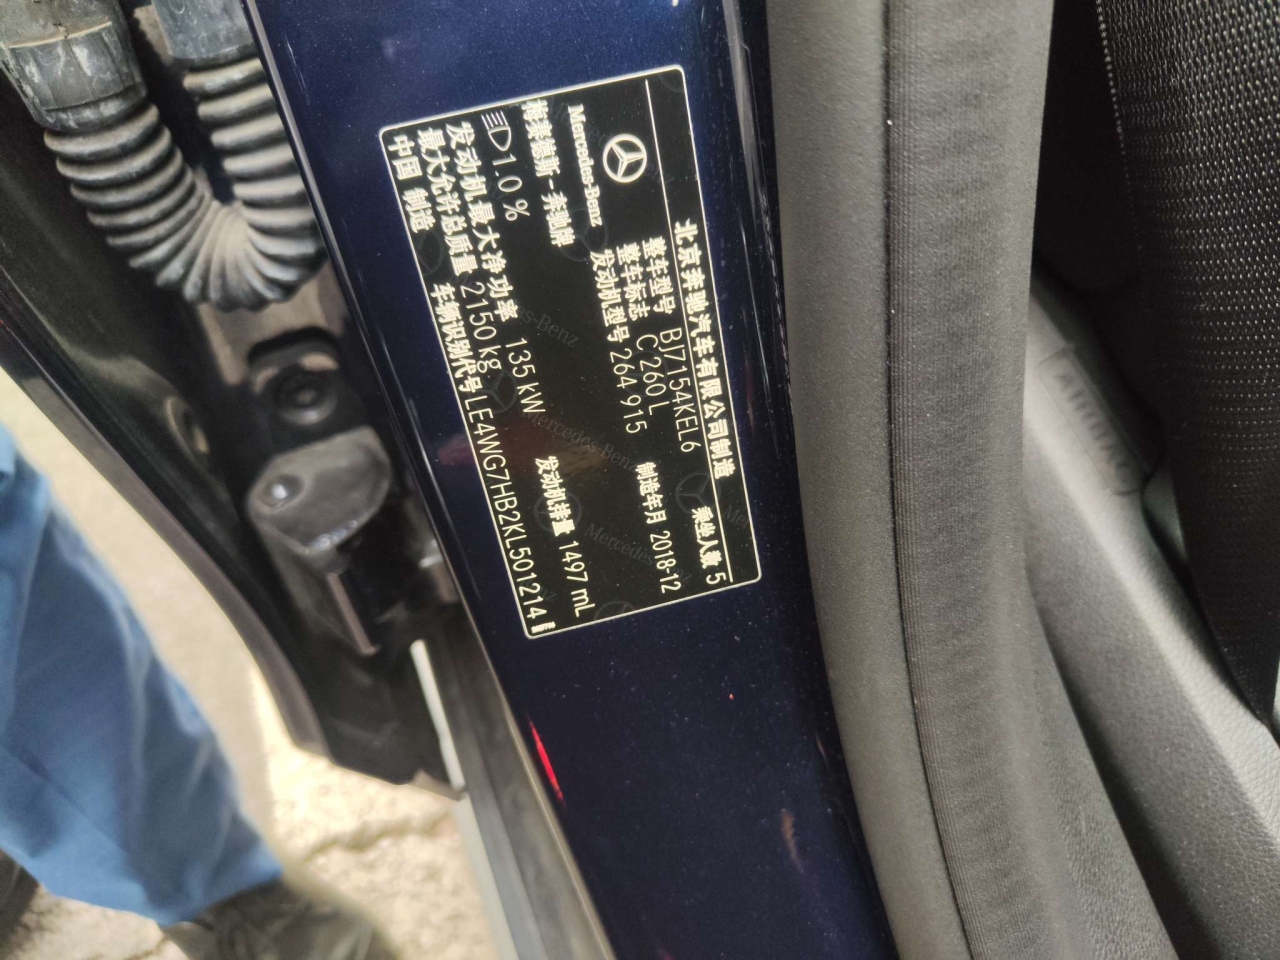 北京奔驰汽车有限公司制造
Mercedes-Benz
梅赛德斯-奔驰牌
整车型号 BJ7154KEL6
乘坐人数 5
整车标志 C 260 L
制造年月 2018-12
发动机型号 264 915
1.0 %
发动机排量 1497 mL
发动机最大净功率 135 kW
最大允许总质量 2150 kg
中国 制造
车辆识别代号 LE4WG7HB2KL501214